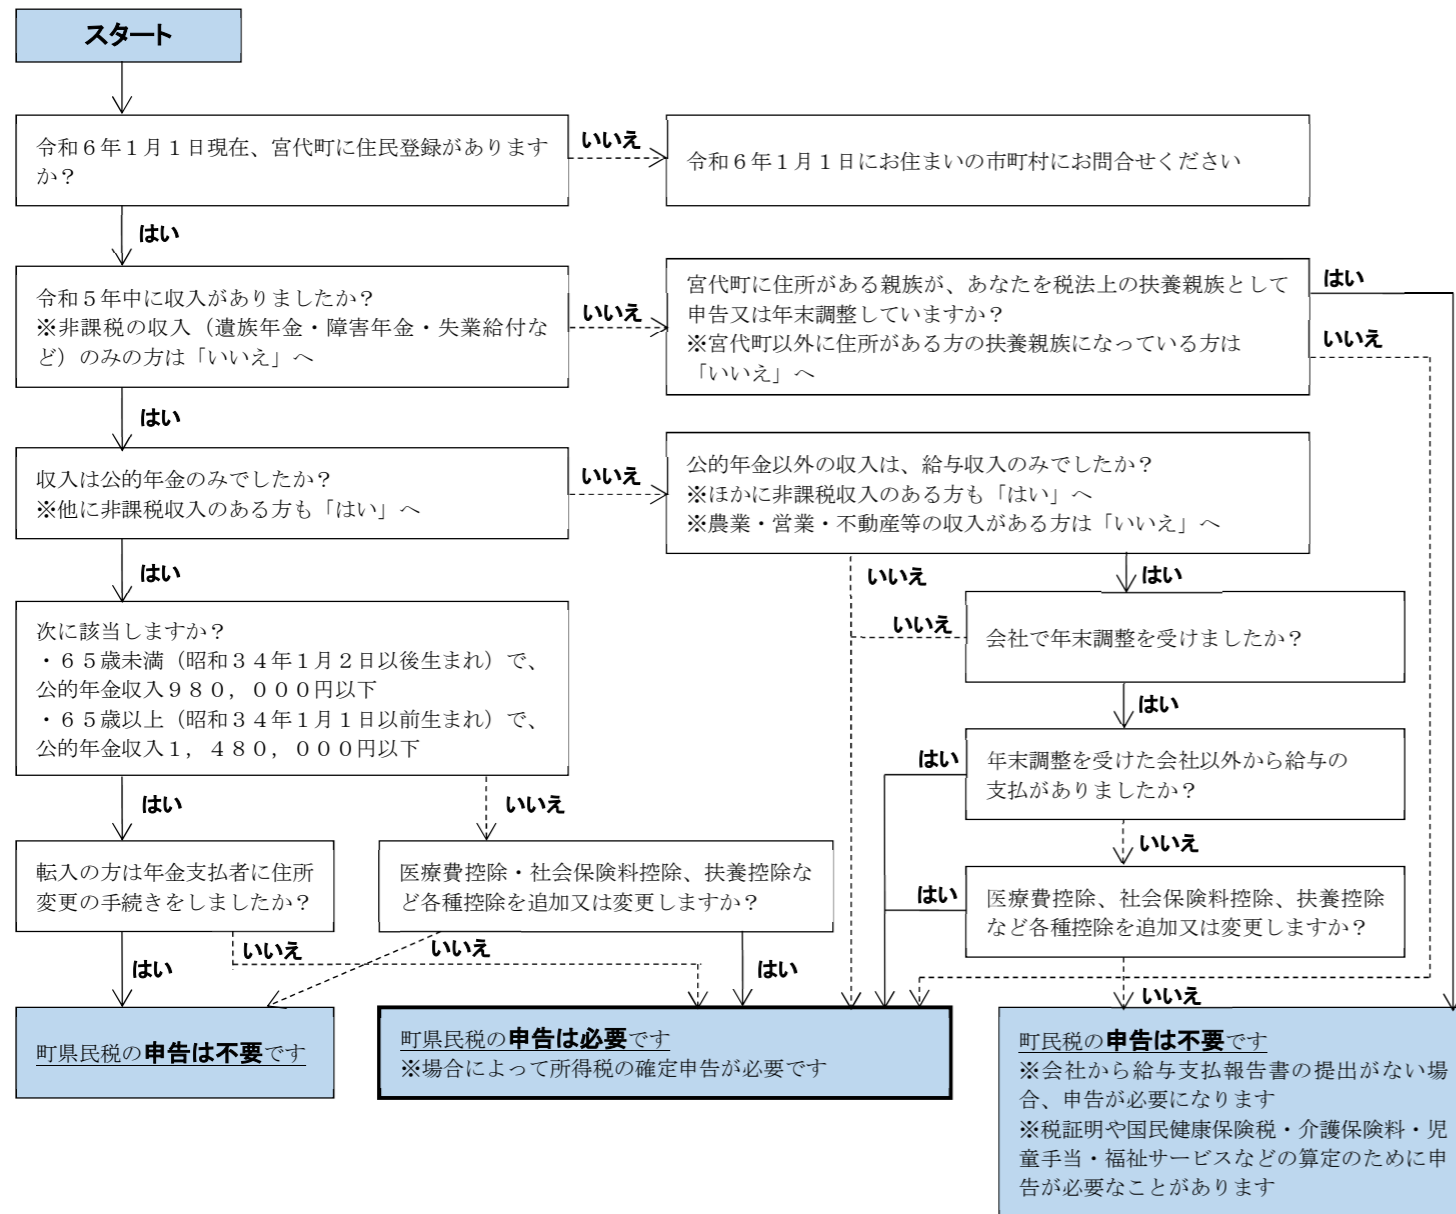 スタート
令和６年１月１日現在、宮代町に住民登録があります
か？
いいえ
令和６年１月１日にお住まいの市町村にお問合せください
はい
令和５年中に収入がありましたか？
※非課税の収入（遺族年金・障害年金・失業給付な
ど）のみの方は「いいえ」へ
いいえ
宮代町に住所がある親族が、あなたを税法上の扶養親族として
申告又は年末調整していますか？
※宮代町以外に住所がある方の扶養親族になっている方は
「いいえ」へ
はい
いいえ
はい
収入は公的年金のみでしたか？
※他に非課税収入のある方も「はい」へ
いいえ
公的年金以外の収入は、給与収入のみでしたか？
※ほかに非課税収入のある方も「はい」へ
※農業・営業・不動産等の収入がある方は「いいえ」へ
はい
いいえ
はい
次に該当しますか？
・６５歳未満（昭和３４年１月２日以後生まれ）で、
公的年金収入９８０，０００円以下
・６５歳以上（昭和３４年１月１日以前生まれ）で、
公的年金収入１，４８０，０００円以下
いいえ
会社で年末調整を受けましたか？
はい
はい
年末調整を受けた会社以外から給与の
支払がありましたか？
はい
いいえ
いいえ
転入の方は年金支払者に住所
変更の手続きをしましたか？
医療費控除・社会保険料控除、扶養控除な
ど各種控除を追加又は変更しますか？
はい
医療費控除、社会保険料控除、扶養控除
など各種控除を追加又は変更しますか？
はい
いいえ
いいえ
はい
いいえ
町県民税の申告は不要です
町県民税の申告は必要です
※場合によって所得税の確定申告が必要です
町民税の申告は不要です
※会社から給与支払報告書の提出がない場
合、申告が必要になります
※税証明や国民健康保険税・介護保険料・児
童手当・福祉サービスなどの算定のために申
告が必要なことがあります